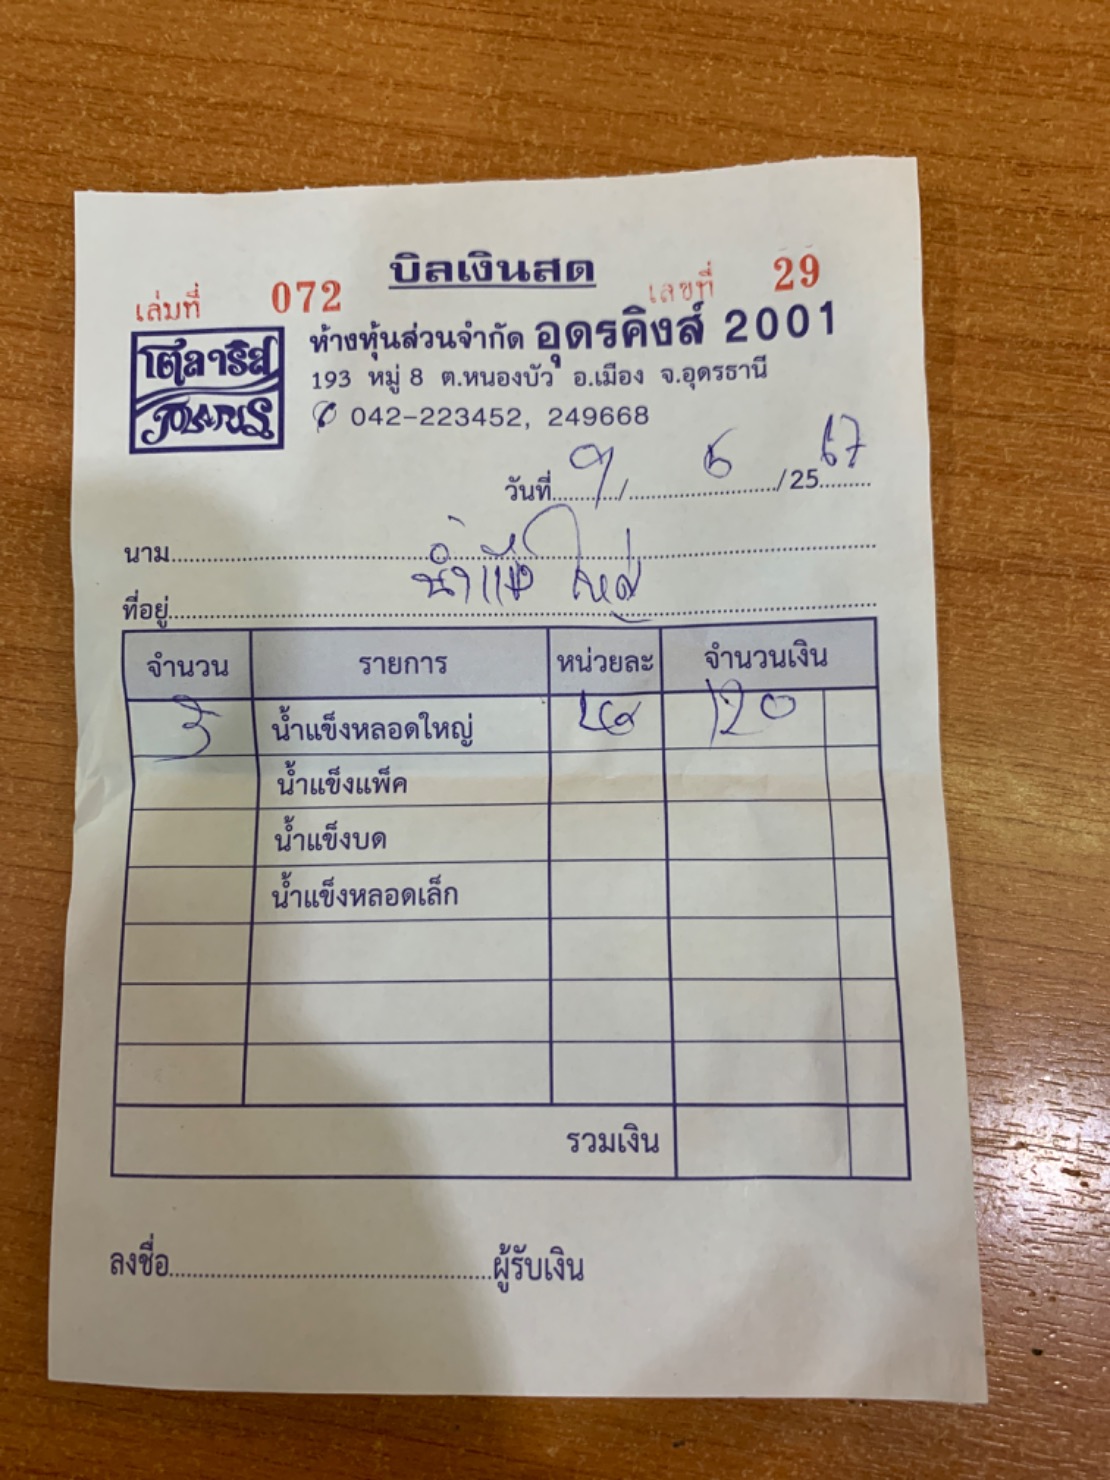 บิลเงินสด
เล่มที่ 072 เลขที่ 29
โตลาริส
POLARIS
ห้างหุ้นส่วนจำกัด อุดรคิงส์ 2001
193 หมู่ 8 ต.หนองบัว อ.เมือง จ.อุดรธานี
042-223452, 249668
วันที่ 9/ 6 /2567
นาม
น้ำแข็ง ใหญ่
ที่อยู่
จำนวน รายการ หน่วยละ จำนวนเงิน
3 น้ำแข็งหลอดใหญ่ 120
น้ำแข็งแพ็ค
น้ำแข็งบด
น้ำแข็งหลอดเล็ก
รวมเงิน
ลงชื่อ ผู้รับเงิน